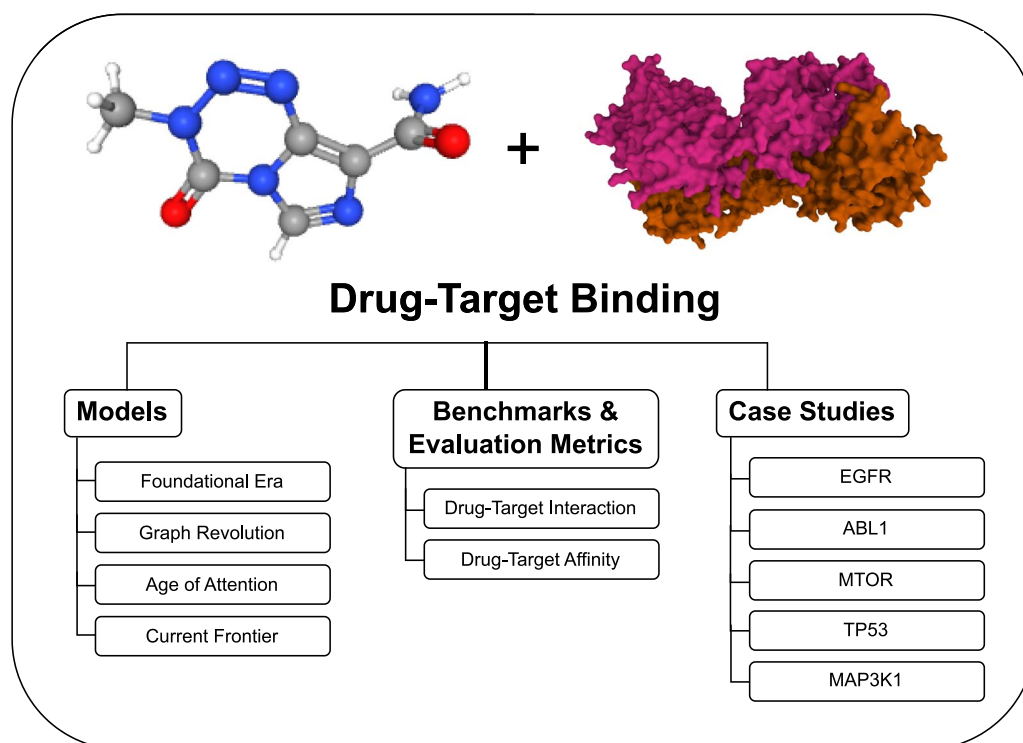 +
Drug-Target Binding
Models
Foundational Era
Graph Revolution
Age of Attention
Current Frontier
Benchmarks &
Evaluation Metrics
Drug-Target Interaction
Drug-Target Affinity
Case Studies
EGFR
ABL1
MTOR
TP53
MAP3K1